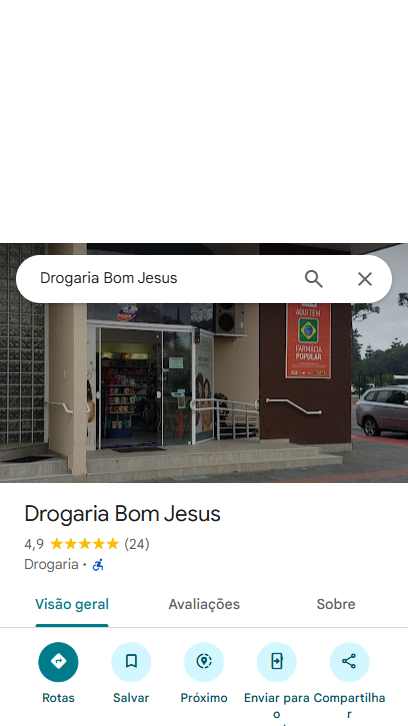 Drogaria Bom Jesus
AQUI TEM
FARMÁCIA
POPULAR
Drogaria Bom Jesus
4,9 (24)
Drogaria ·
Visão geral
Avaliações
Sobre
Rotas
Salvar
Próximo
Enviar para
o
Compartilha
r